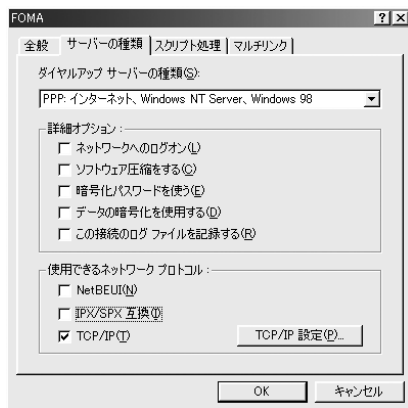 FOMA
全般 サーバーの種類 スクリプト処理 マルチリンク
ダイヤルアップ サーバーの種類(S):
PPP: インターネット、Windows NT Server、Windows 98
詳細オプション:
ネットワークへのログオン(L)
ソフトウェア圧縮をする(C)
暗号化パスワードを使う(E)
データの暗号化を使用する(D)
この接続のログ ファイルを記録する(R)
使用できるネットワーク プロトコル:
NetBEUI(N)
IPX/SPX 互換(I)
TCP/IP(T) TCP/IP 設定(P)...
OK キャンセル